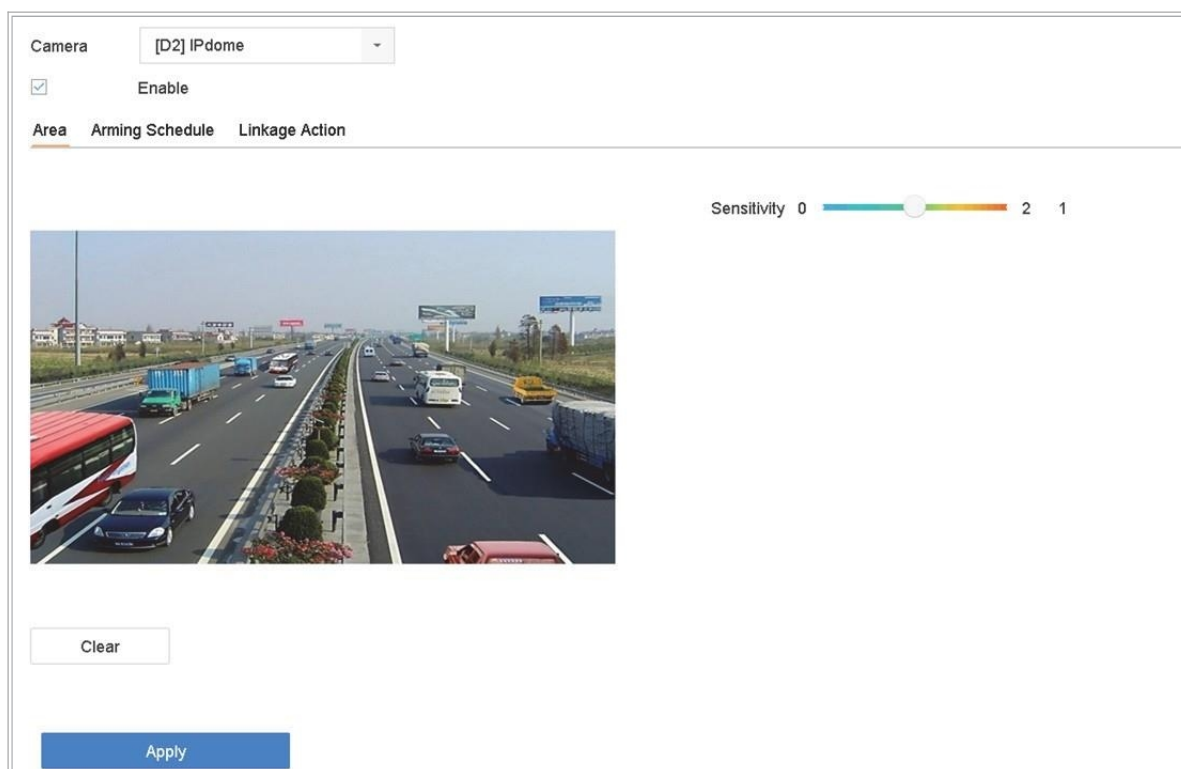 Camera [D2] IPdome
Enable
Area Arming Schedule Linkage Action
Sensitivity 0 2 1
Clear
Apply